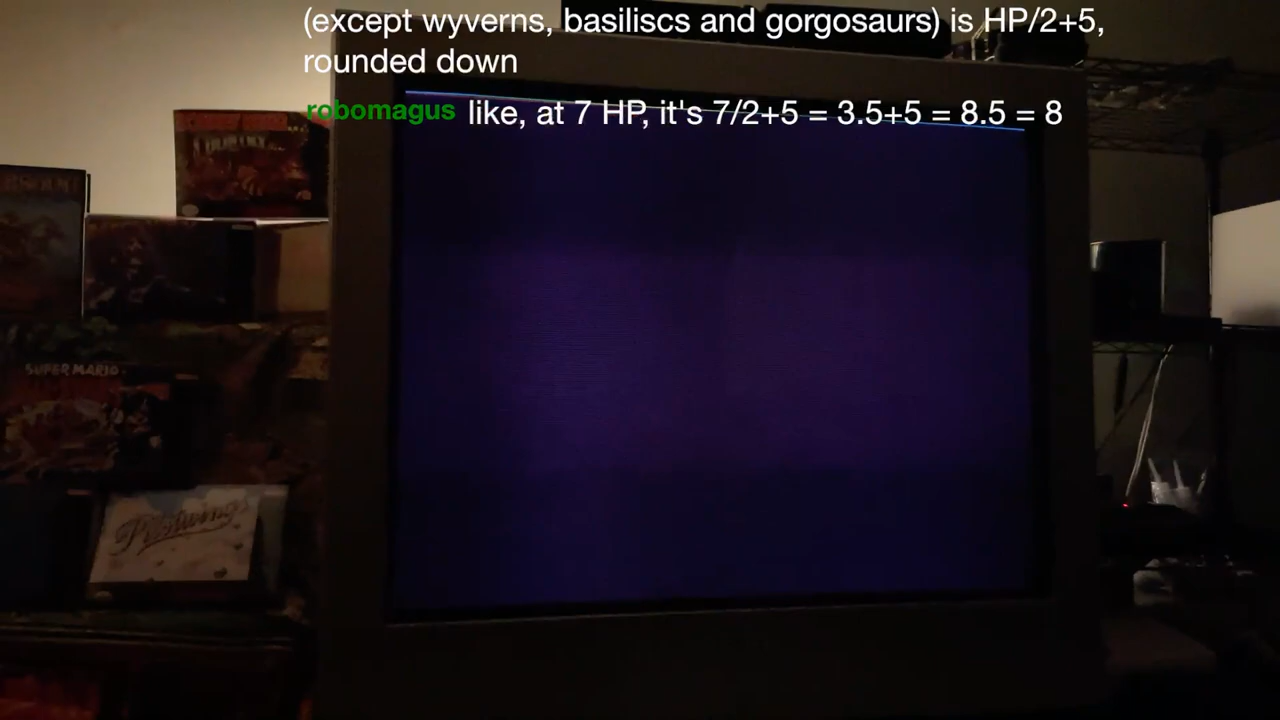 (except wyverns, basiliscs and gorgosaurs) is HP/2+5,
rounded down
robomagus like, at 7 HP, it's 7/2+5 = 3.5+5 = 8.5 = 8
SUPER MARIO
Pilotwings